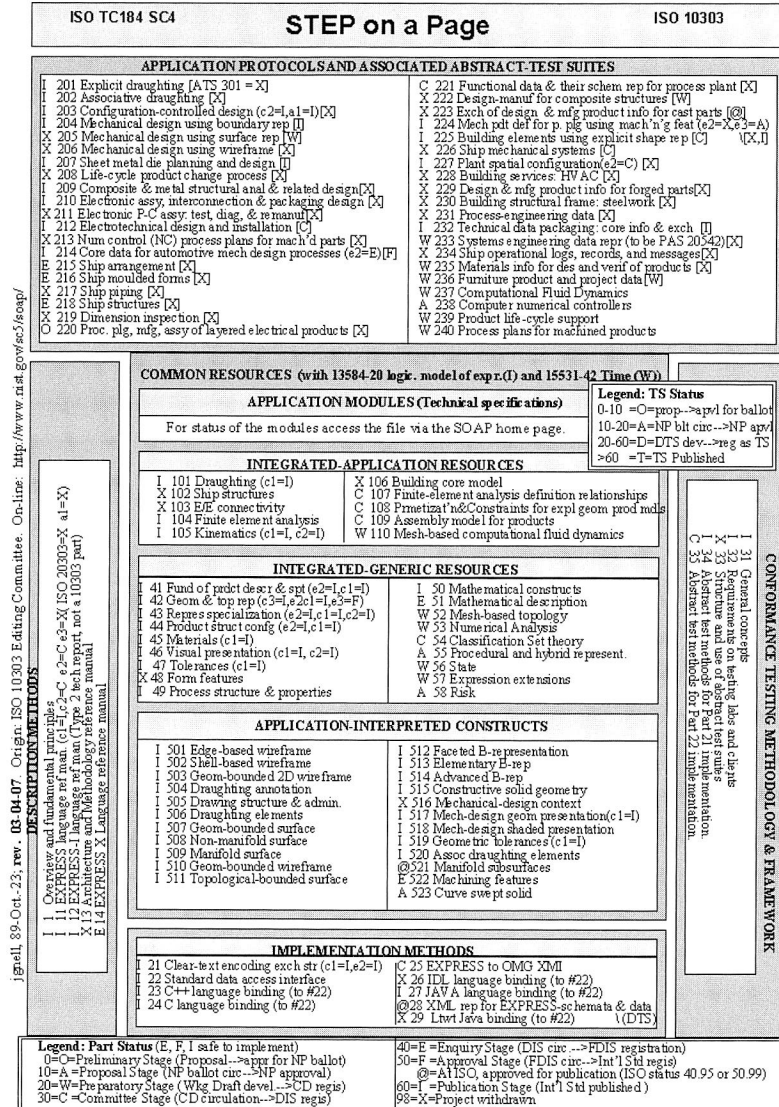 ISO TC184 SC4
STEP on a Page
ISO 10303
APPLICATION PROTOCOLS AND ASSOCIATED ABSTRACT-TEST SUITES
I 201 Explicit draughting [ATS 301 = X]
I 202 Associative draughting [X]
I 203 Configuration-controlled design (c2=I,a1=I)[X]
I 204 Mechanical design using boundary rep [I]
X 205 Mechanical design using surface rep [W]
X 206 Mechanical design using wireframe [X]
I 207 Sheet metal die planning and design [I]
X 208 Life-cycle product change process [X]
I 209 Composite & metal structural anal & related design[X]
I 210 Electronic assy, interconnection & packaging design [X]
X 211 Electronic P-C assy: test, diag, & remanuf[X]
I 212 Electrotechnical design and installation [C]
X 213 Num control (NC) process plans for mach'd parts [X]
I 214 Core data for automotive mech design processes (e2=E)[F]
E 215 Ship arrangement [X]
E 216 Ship moulded forms [X]
X 217 Ship piping [X]
E 218 Ship structures [X]
X 219 Dimension inspection [X]
O 220 Proc. plg, mfg, assy of layered electrical products [X]
C 221 Functional data & their schem rep for process plant [X]
X 222 Design-manuf for composite structures [W]
X 223 Exch of design & mfg product info for cast parts [@]
I 224 Mech pdt def for p. plg using mach'n'g feat (e2=X,e3=A)
I 225 Building elements using explicit shape rep [C] \[X,I]
X 226 Ship mechanical systems [C]
I 227 Plant spatial configuration(e2=C) [X]
X 228 Building services: HVAC [X]
X 229 Design & mfg product info for forged parts[X]
X 230 Building structural frame: steelwork [X]
X 231 Process-engineering data [X]
I 232 Technical data packaging: core info & exch [I]
W 233 Systems engineering data repr (to be PAS 20542)[X]
X 234 Ship operational logs, records, and messages[X]
W 235 Materials info for des and verif of products [X]
W 236 Furniture product and project data[W]
W 237 Computational Fluid Dynamics
A 238 Computer numerical controllers
W 239 Product life-cycle support
W 240 Process plans for machined products
COMMON RESOURCES (with 13584-20 logic. model of expr.(I) and 15531-42 Time (W))
APPLICATION MODULES (Technical specifications)
For status of the modules access the file via the SOAP home page.
Legend: TS Status
0-10 =O=prop-->apvl for ballot
10-20=A=NP blt circ-->NP apvl
20-60=D=DTS dev-->reg as TS
>60 =T=TS Published
INTEGRATED-APPLICATION RESOURCES
I 101 Draughting (c1=I)
X 102 Ship structures
X 103 E/E connectivity
I 104 Finite element analysis
I 105 Kinematics (c1=I, c2=I)
X 106 Building core model
C 107 Finite-element analysis definition relationships
C 108 Prmetizat'n&Constraints for expl geom prod mdls
C 109 Assembly model for products
W 110 Mesh-based computational fluid dynamics
INTEGRATED-GENERIC RESOURCES
I 41 Fund of prdct descr & spt (e2=I,c1=I)
I 42 Geom & top rep (c3=I,e2c1=I,e3=F)
I 43 Repres specialization (e2=I,c1=I,c2=I)
I 44 Product struct confg (e2=I,c1=I)
I 45 Materials (c1=I)
I 46 Visual presentation (c1=I, c2=I)
I 47 Tolerances (c1=I)
X 48 Form features
I 49 Process structure & properties
I 50 Mathematical constructs
E 51 Mathematical description
W 52 Mesh-based topology
W 53 Numerical Analysis
C 54 Classification Set theory
A 55 Procedural and hybrid represent.
W 56 State
W 57 Expression extensions
A 58 Risk
APPLICATION-INTERPRETED CONSTRUCTS
I 501 Edge-based wireframe
I 502 Shell-based wireframe
I 503 Geom-bounded 2D wireframe
I 504 Draughting annotation
I 505 Drawing structure & admin.
I 506 Draughting elements
I 507 Geom-bounded surface
I 508 Non-manifold surface
I 509 Manifold surface
I 510 Geom-bounded wireframe
I 511 Topological-bounded surface
I 512 Faceted B-representation
I 513 Elementary B-rep
I 514 Advanced B-rep
I 515 Constructive solid geometry
X 516 Mechanical-design context
I 517 Mech-design geom presentation(c1=I)
I 518 Mech-design shaded presentation
I 519 Geometric tolerances (c1=I)
I 520 Assoc draughting elements
@521 Manifold subsurfaces
E 522 Machining features
A 523 Curve swept solid
IMPLEMENTATION METHODS
I 21 Clear-text encoding exch str (c1=I,e2=I)
I 22 Standard data access interface
I 23 C++ language binding (to #22)
I 24 C language binding (to #22)
C 25 EXPRESS to OMG XMI
X 26 IDL language binding (to #22)
I 27 JAVA language binding (to #22)
@28 XML rep for EXPRESS-schemata & data
X 29 Ltwt Java binding (to #22) \(DTS)
jgnell, 89-Oct.-23; rev. 03-04-07. Origin: ISO 10303 Editing Committee. On-line: http://www.nist.gov/sc5/soap/
DESCRIPTION METHODS
I 1 Overview and fundamental principles
I 11 EXPRESS language ref man. (c1=I,c2=C e2=C e3=X( ISO 20303=X a1=X)
I 12 EXPRESS-I language ref man (Type 2 tech report, not a 10303 part)
X 13 Architecture and Methodology reference manual
E 14 EXPRESS X Language reference manual
CONFORMANCE TESTING METHODOLOGY & FRAMEWORK
I 31 General concepts
I 32 Requirements on testing labs and clients
X 33 Structure and use of abstract test suites
I 34 Abstract test methods for Part 21 implementation.
C 35 Abstract test methods for Part 22 implementation.
Legend: Part Status (E, F, I safe to implement)
0=O=Preliminary Stage (Proposal-->appr for NP ballot)
10=A=Proposal Stage (NP ballot circ-->NP approval)
20=W=Preparatory Stage (Wkg Draft devel.-->CD regis)
30=C=Committee Stage (CD circulation-->DIS regis)
40=E=Enquiry Stage (DIS circ.-->FDIS registration)
50=F=Approval Stage (FDIS circ-->Int'l Std regis)
@=At ISO, approved for publication (ISO status 40.95 or 50.99)
60=I=Publication Stage (Int'l Std published)
98=X=Project withdrawn